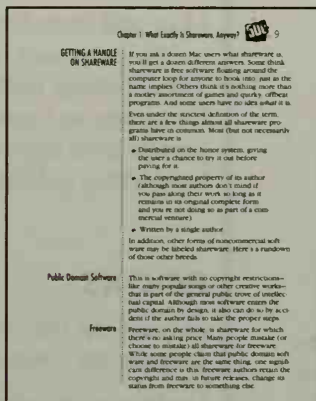 Chapter 1: What Exactly Is Shareware, Anyway? 9
GETTING A HANDLE
ON SHAREWARE
If you ask a dozen Mac users what shareware is,
you'll get a dozen different answers. Some think
shareware is free software floating around the
computer loop for anyone to hook into, just as the
name implies. Others think it's nothing more than
a motley assortment of games and quirky, offbeat
programs. And some users have no idea what it is.
Even under the strictest definition of the term,
there are a few things almost all shareware pro-
grams have in common. Most (but not necessarily
all) shareware is
Distributed on the honor system, giving
the user a chance to try it out before
paying for it
The copyrighted property of its author
(although most authors don't mind if
you pass along their work so long as it
remains in its original complete form
and you're not doing so as part of a com-
mercial venture)
Written by a single author
In addition, other forms of noncommercial soft-
ware may be labeled shareware. Here's a rundown
of those other breeds.
Public Domain Software
This is software with no copyright restrictions—
like many popular songs or other creative works—
that is part of the general public trove of intellec-
tual capital. Although most software enters the
public domain by design, it also can do so by acci-
dent if the author fails to take the proper steps.
Freeware
Freeware, on the whole, is shareware for which
there's no asking price. Many people mistake (or
choose to mistake) all shareware for freeware.
While some people claim that public domain soft-
ware and freeware are the same thing, one signifi-
cant difference is this: freeware authors retain the
copyright and may, in future releases, change its
status from freeware to something else.